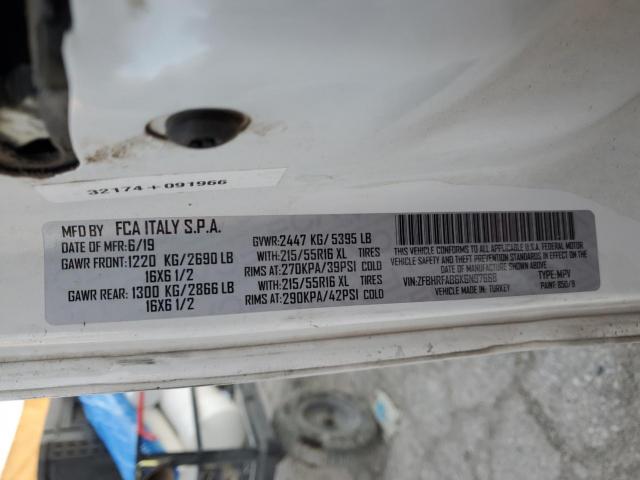 32174+091966
MFD BY FCA ITALY S.P.A.
DATE OF MFR: 6/19 GVWR: 2447 KG/ 5395 LB
GAWR FRONT: 1220 KG/2690 LB WITH: 215/55R16 XL TIRES
16X6 1/2 RIMS AT: 270KPA/39PSI COLD
GAWR REAR: 1300 KG/2866 LB WITH: 215/55R16 XL TIRES
16X6 1/2 RIMS AT: 290KPA/42PSI COLD
THIS VEHICLE CONFORMS TO ALL APPLICABLE U.S.A. FEDERAL MOTOR
VEHICLE SAFETY STANDARDS IN EFFECT ON THE
DATE OF MANUFACTURE SHOWN ABOVE.
TYPE: MPV
VEHICLE MADE IN: TURKEY PAINT: